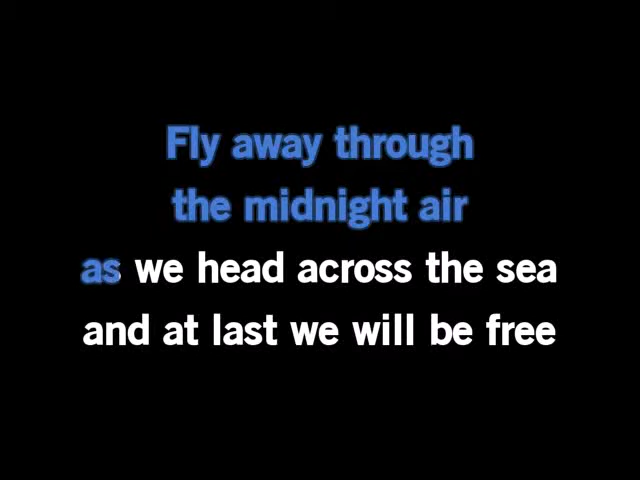 Fly away through
the midnight air
as we head across the sea
and at last we will be free